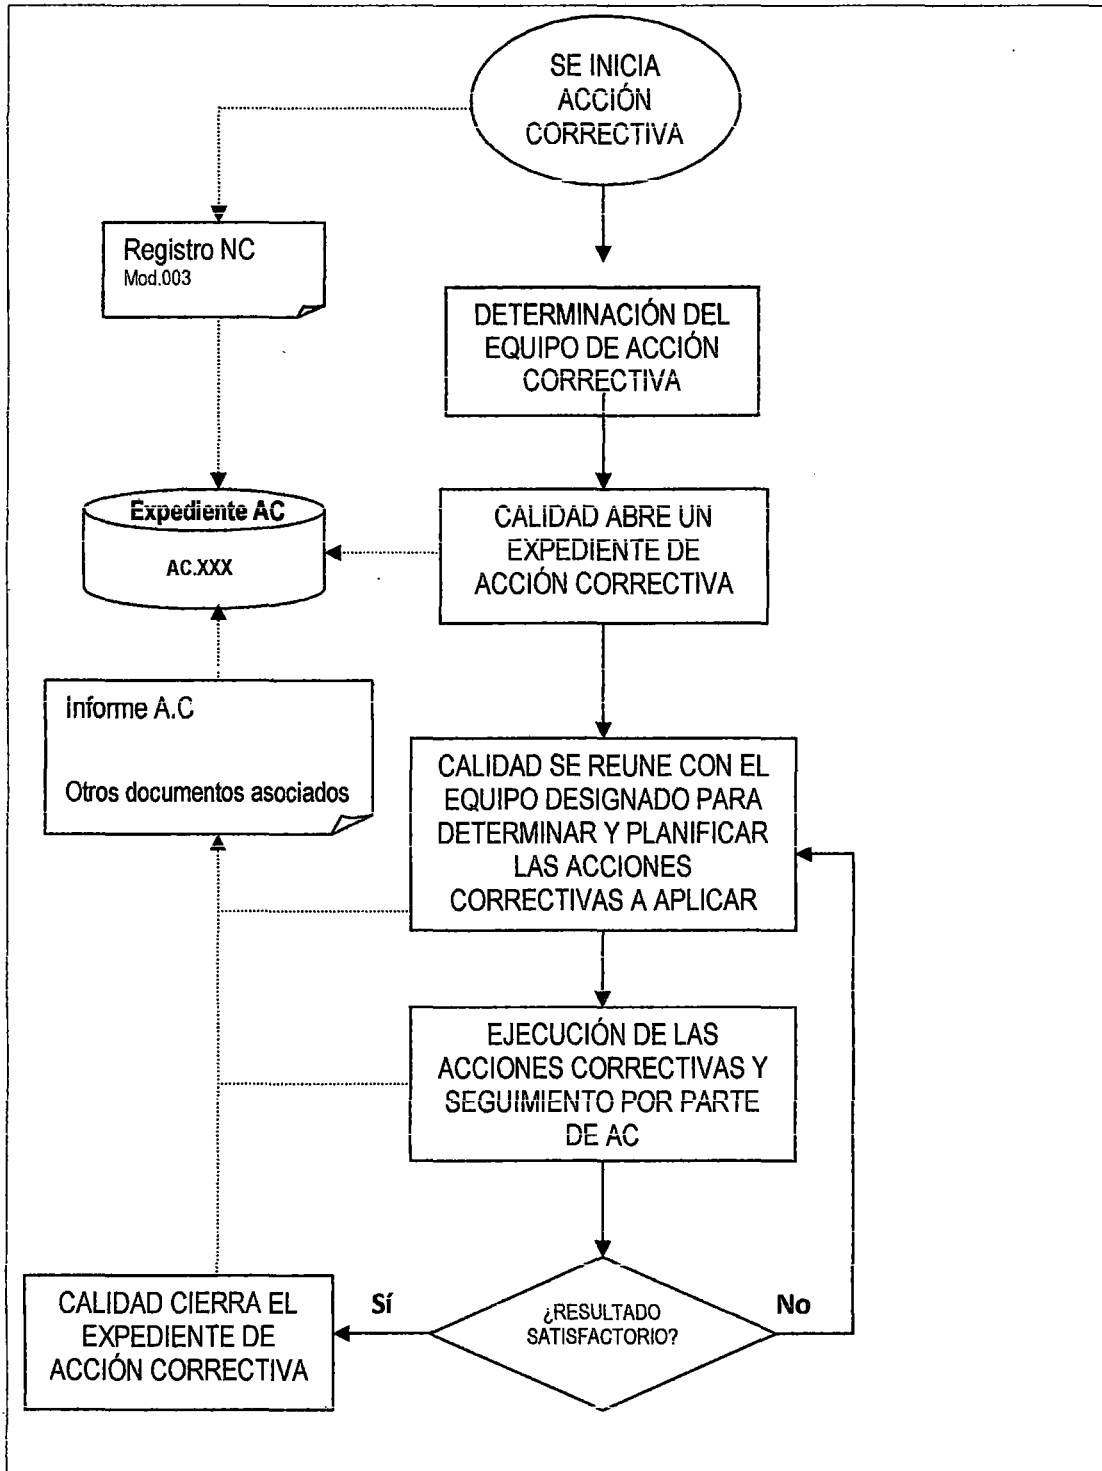 SE INICIA
ACCIÓN
CORRECTIVA
Registro NC
Mod.003
DETERMINACIÓN DEL
EQUIPO DE ACCIÓN
CORRECTIVA
Expediente AC
AC.XXX
CALIDAD ABRE UN
EXPEDIENTE DE
ACCIÓN CORRECTIVA
Informe A.C
Otros documentos asociados
CALIDAD SE REUNE CON EL
EQUIPO DESIGNADO PARA
DETERMINAR Y PLANIFICAR
LAS ACCIONES
CORRECTIVAS A APLICAR
EJECUCIÓN DE LAS
ACCIONES CORRECTIVAS Y
SEGUIMIENTO POR PARTE
DE AC
¿RESULTADO
SATISFACTORIO?
Sí
No
CALIDAD CIERRA EL
EXPEDIENTE DE
ACCIÓN CORRECTIVA